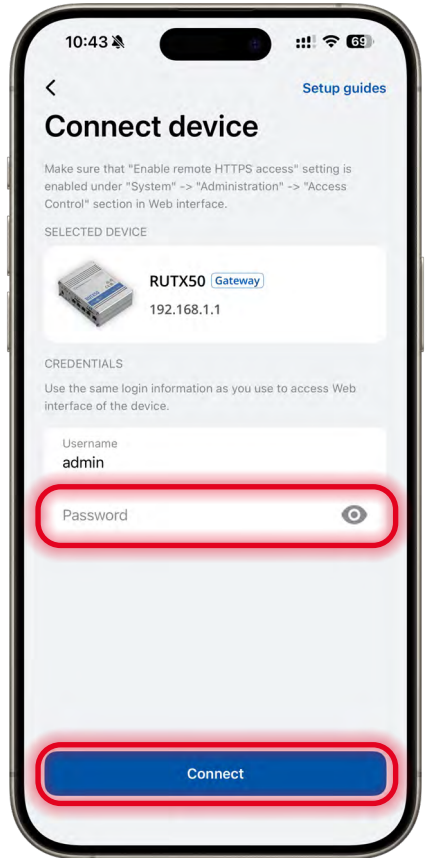 10:43
69
Setup guides
Connect device
Make sure that "Enable remote HTTPS access" setting is
enabled under "System" -> "Administration" -> "Access
Control" section in Web interface.
SELECTED DEVICE
RUTX50 Gateway
192.168.1.1
CREDENTIALS
Use the same login information as you use to access Web
interface of the device.
Username
admin
Password
Connect